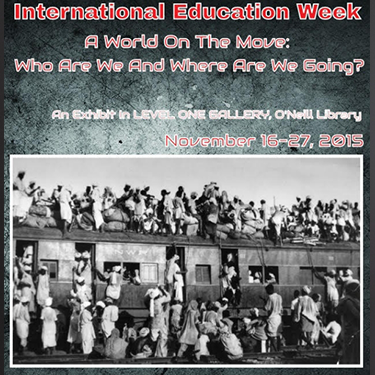 International Education Week
A World On The Move:
Who Are We And Where Are We Going?
An Exhibit in LEVEL ONE GALLERY, O'Neill Library
November 16-27, 2015